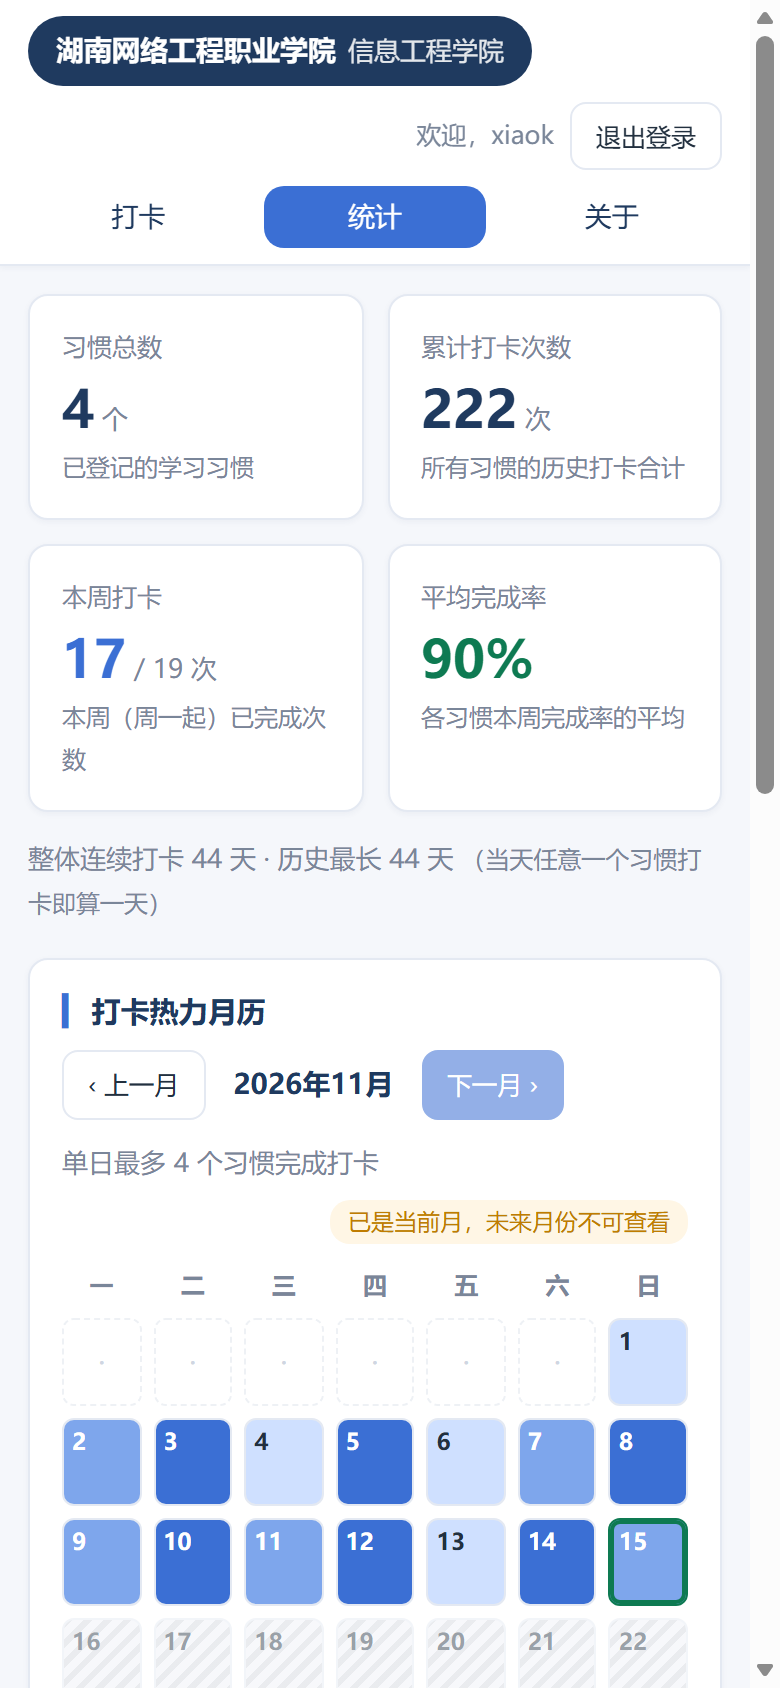 湖南网络工程职业学院 信息工程学院
欢迎，xiaok 退出登录
打卡 统计 关于
习惯总数
4 个
已登记的学习习惯
累计打卡次数
222 次
所有习惯的历史打卡合计
本周打卡
17 / 19 次
本周（周一起）已完成次
数
平均完成率
90%
各习惯本周完成率的平均
整体连续打卡 44 天 · 历史最长 44 天 （当天任意一个习惯打
卡即算一天）
打卡热力月历
‹ 上一月 2026年11月 下一月 ›
单日最多 4 个习惯完成打卡
已是当前月，未来月份不可查看
一 二 三 四 五 六 日
· · · · · · 1
2 3 4 5 6 7 8
9 10 11 12 13 14 15
16 17 18 19 20 21 22